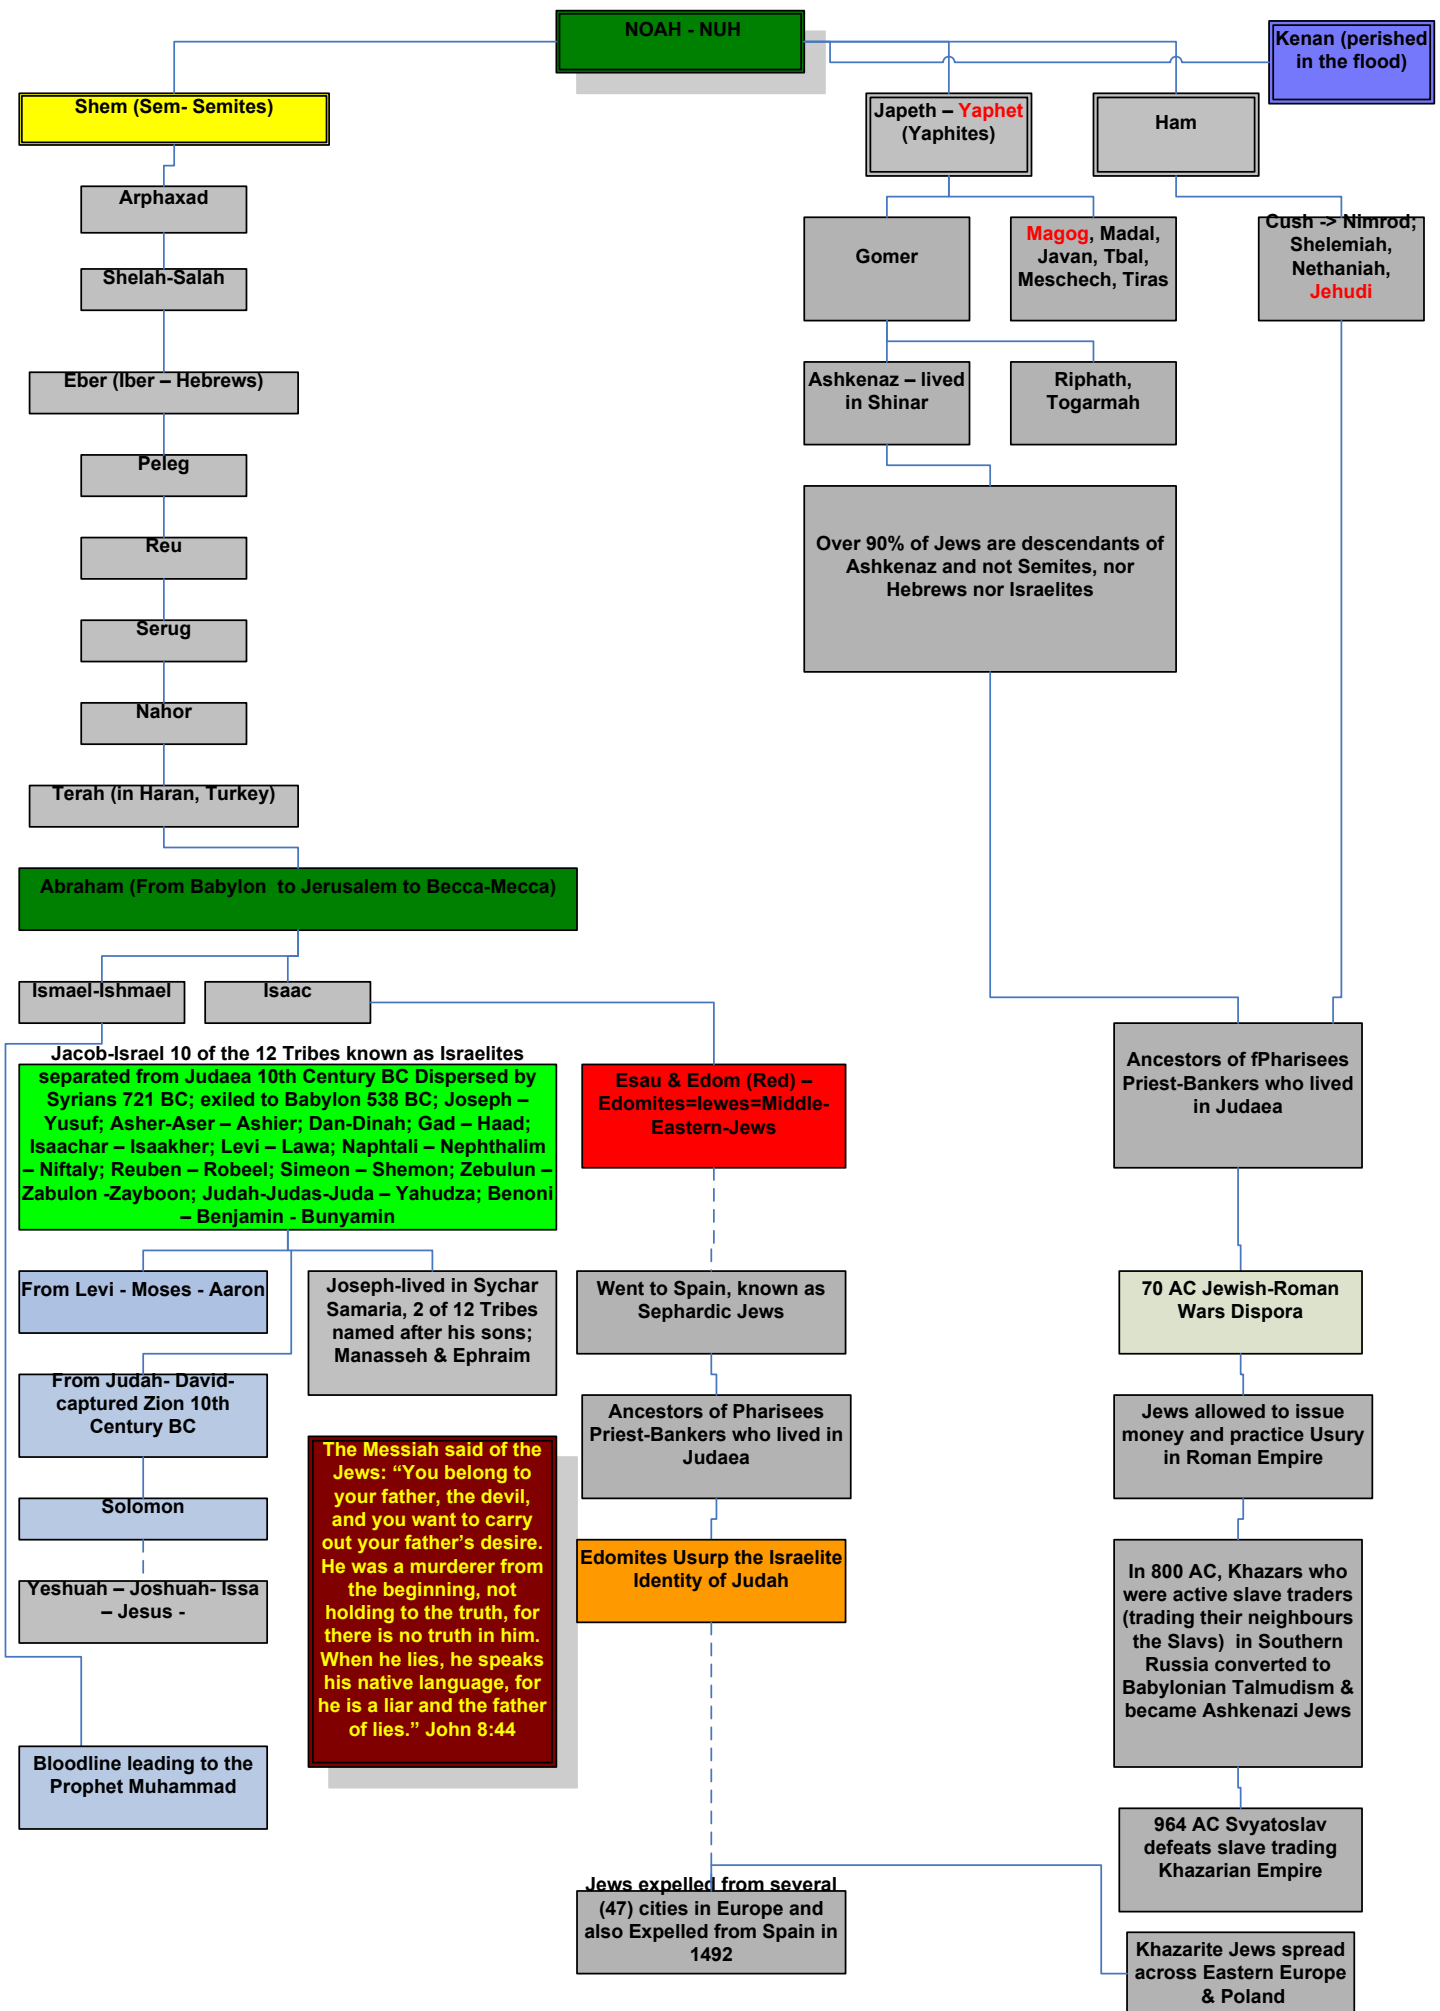 NOAH - NUH
Kenan (perished
in the flood)
Shem (Sem- Semites)
Japeth – Yaphet
(Yaphites)
Ham
Arphaxad
Shelah-Salah
Eber (Iber – Hebrews)
Peleg
Reu
Serug
Nahor
Terah (in Haran, Turkey)
Abraham (From Babylon  to Jerusalem to Becca-Mecca)
Gomer
Magog, Madal,
Javan, Tbal,
Meschech, Tiras
Cush -> Nimrod;
Shelemiah,
Nethaniah,
Jehudi
Ashkenaz – lived
in Shinar
Riphath,
Togarmah
Over 90% of Jews are descendants of
Ashkenaz and not Semites, nor
Hebrews nor Israelites
Ismael-Ishmael
Isaac
Jacob-Israel 10 of the 12 Tribes known as Israelites
separated from Judaea 10th Century BC Dispersed by
Syrians 721 BC; exiled to Babylon 538 BC; Joseph –
Yusuf; Asher-Aser – Ashier; Dan-Dinah; Gad – Haad;
Isaachar – Isaakher; Levi – Lawa; Naphtali – Nephthalim
– Niftaly; Reuben – Robeel; Simeon – Shemon; Zebulun –
Zabulon -Zayboon; Judah-Judas-Juda – Yahudza; Benoni
– Benjamin - Bunyamin
Esau & Edom (Red) –
Edomites=Iewes=Middle-
Eastern-Jews
Ancestors of fPharisees
Priest-Bankers who lived
in Judaea
From Levi - Moses - Aaron
Joseph-lived in Sychar
Samaria, 2 of 12 Tribes
named after his sons;
Manasseh & Ephraim
Went to Spain, known as
Sephardic Jews
70 AC Jewish-Roman
Wars Dispora
From Judah- David-
captured Zion 10th
Century BC
Ancestors of Pharisees
Priest-Bankers who lived in
Judaea
Jews allowed to issue
money and practice Usury
in Roman Empire
Solomon
The Messiah said of the
Jews: “You belong to
your father, the devil,
and you want to carry
out your father’s desire.
He was a murderer from
the beginning, not
holding to the truth, for
there is no truth in him.
When he lies, he speaks
his native language, for
he is a liar and the father
of lies.” John 8:44
Edomites Usurp the Israelite
Identity of Judah
In 800 AC, Khazars who
were active slave traders
(trading their neighbours
the Slavs)  in Southern
Russia converted to
Babylonian Talmudism &
became Ashkenazi Jews
Yeshuah – Joshuah- Issa
– Jesus -
Bloodline leading to the
Prophet Muhammad
964 AC Svyatoslav
defeats slave trading
Khazarian Empire
Jews expelled from several
(47) cities in Europe and
also Expelled from Spain in
1492
Khazarite Jews spread
across Eastern Europe
& Poland